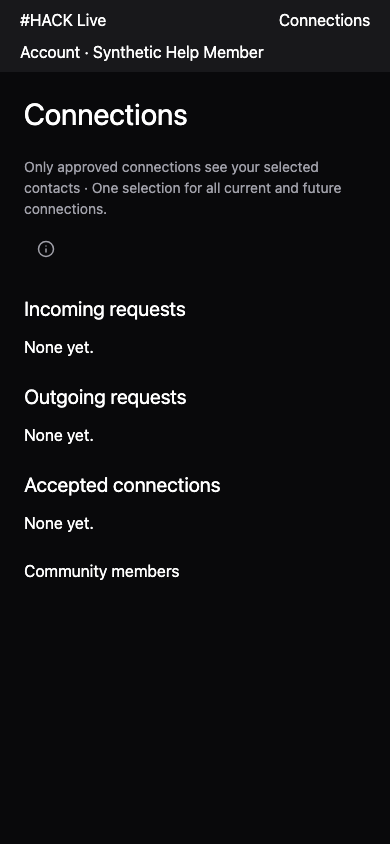 #HACK Live
Connections
Account · Synthetic Help Member
Connections
Only approved connections see your selected
contacts · One selection for all current and future
connections.
Incoming requests
None yet.
Outgoing requests
None yet.
Accepted connections
None yet.
Community members